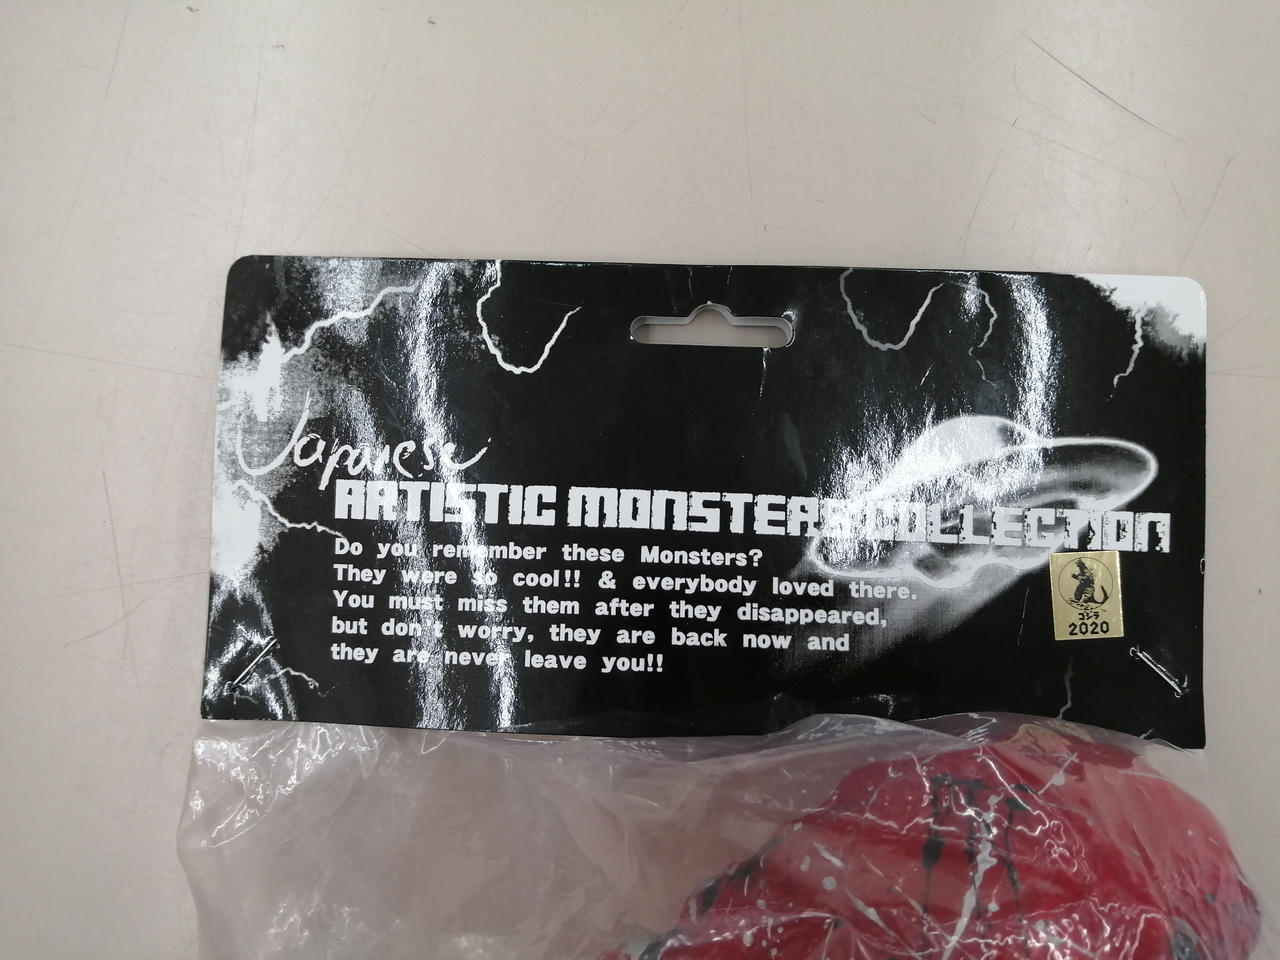 Japanese
ARTISTIC MONSTERS COLLECTION
Do you remember these Monsters?
They were so cool!! & everybody loved there.
You must miss them after they disappeared,
but don't worry, they are back now and
they are never leave you!!
ゴジラ
2020